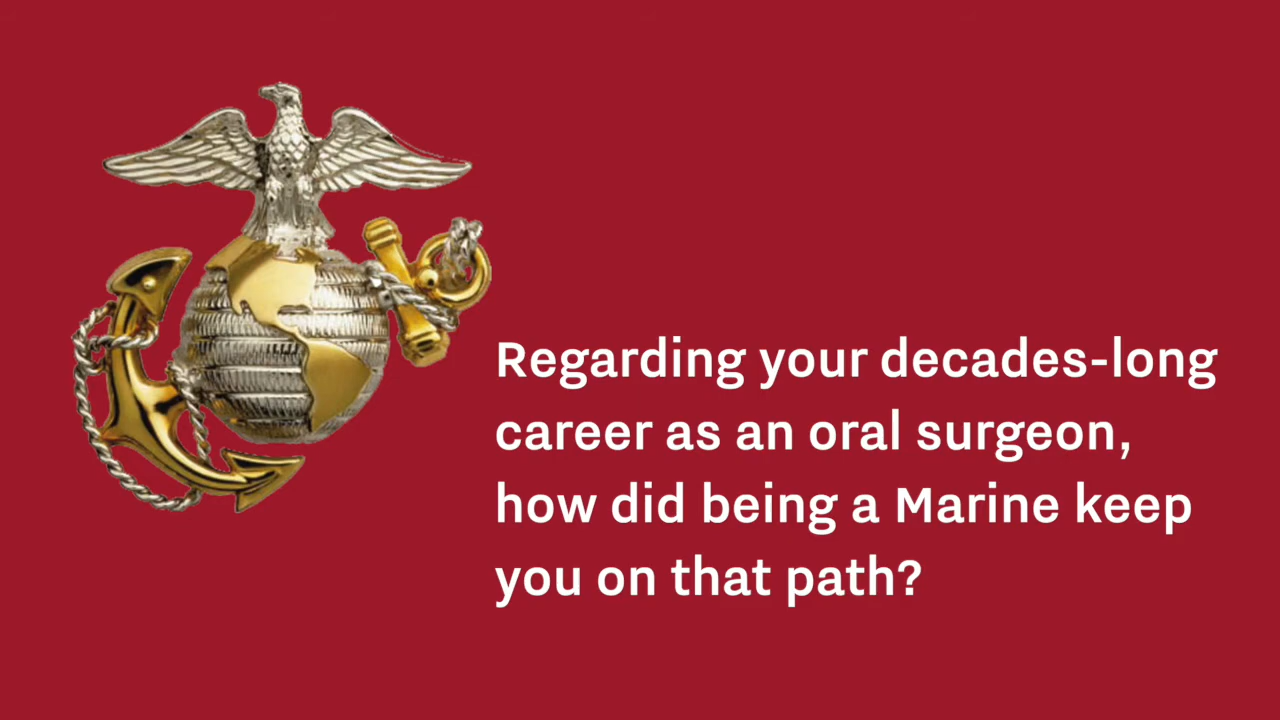 Regarding your decades-long
career as an oral surgeon,
how did being a Marine keep
you on that path?